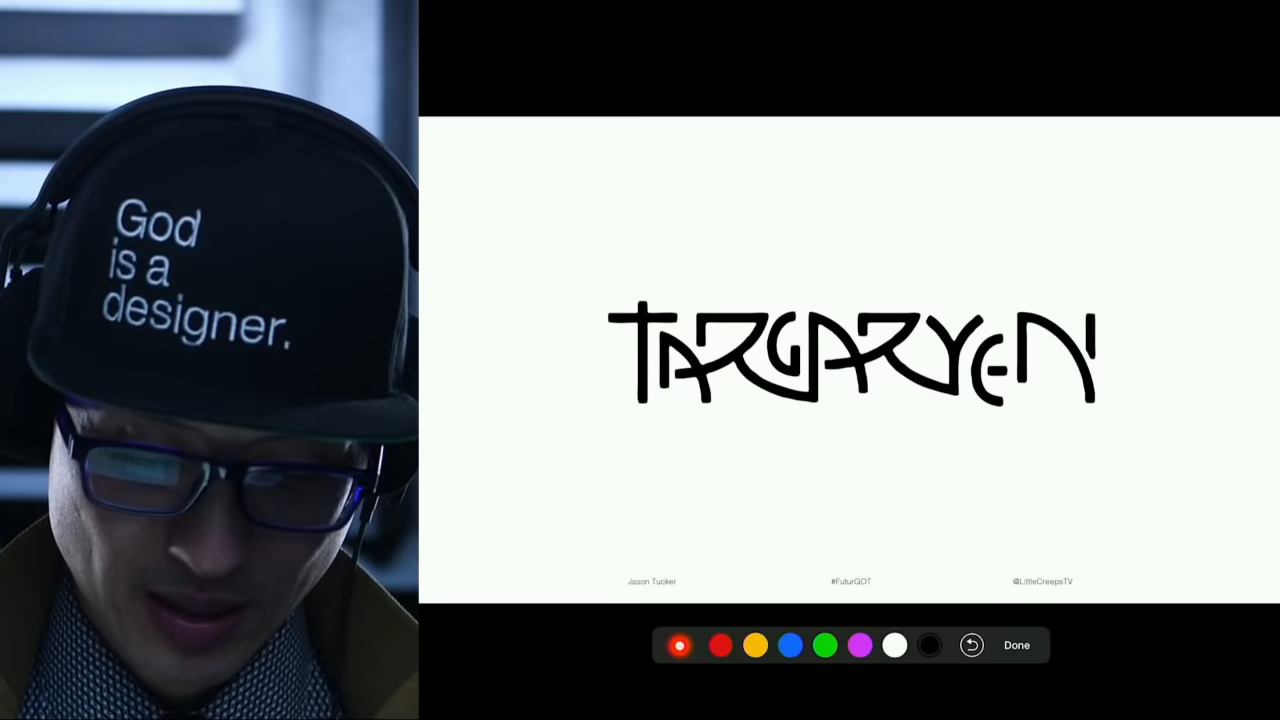 God
is a
designer.
TARGARYEN
Jason Tucker
#FuturGOT
@LittleCreepsTV
Done